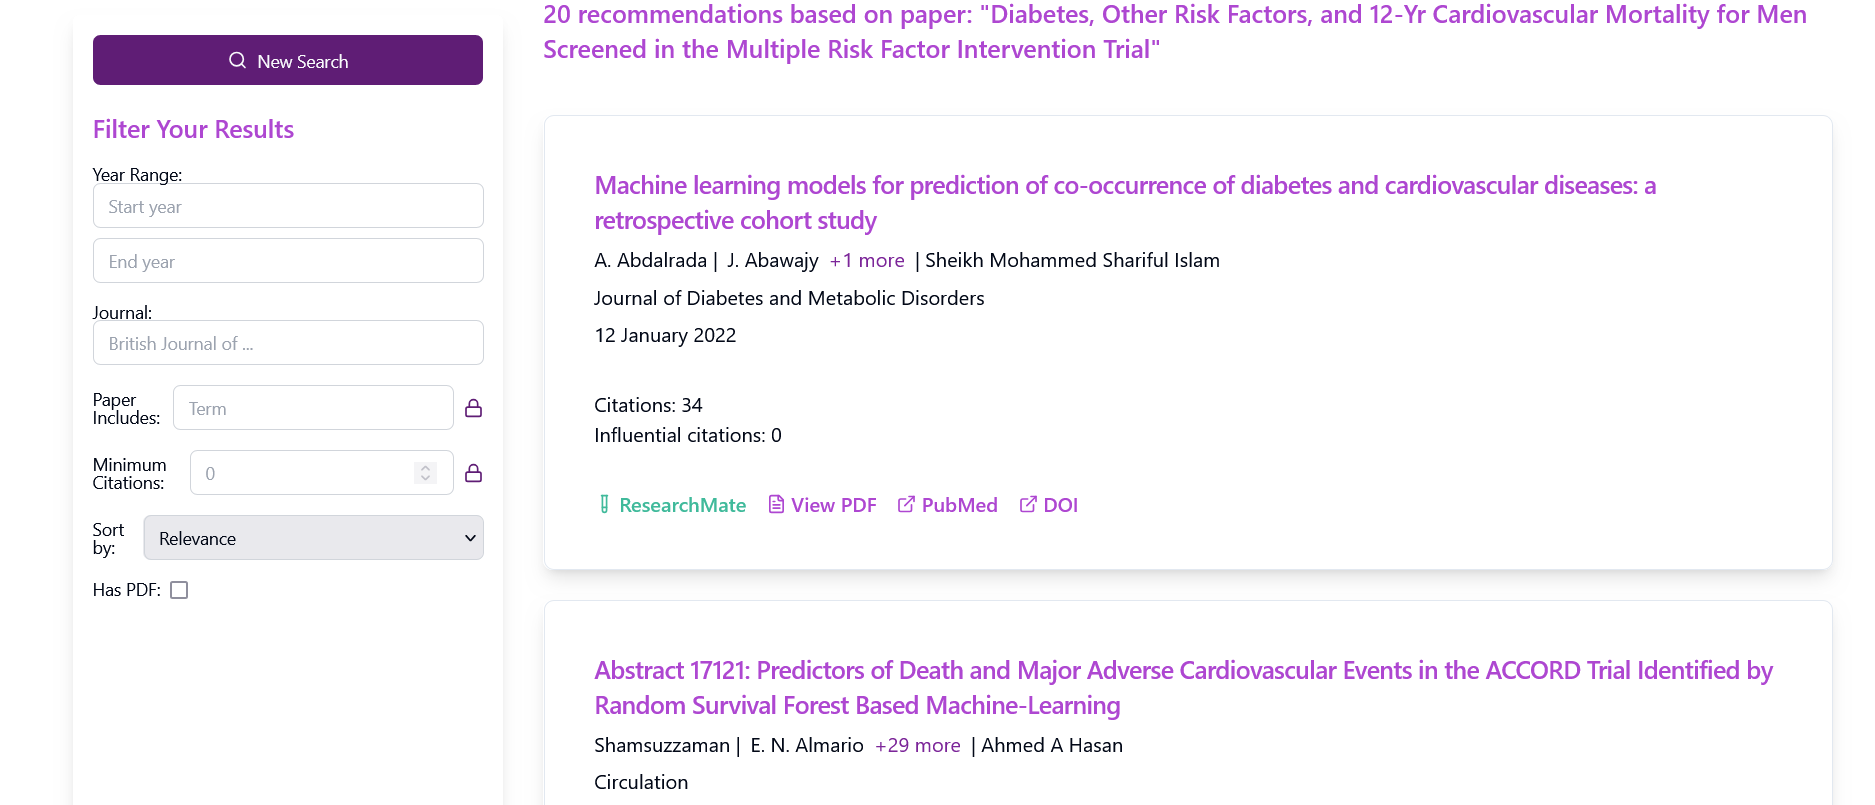 New Search
Filter Your Results
Year Range:
Start year
End year
Journal:
British Journal of ...
Paper
Includes:
Term
Minimum
Citations:
0
Sort
by:
Relevance
Has PDF:
20 recommendations based on paper: "Diabetes, Other Risk Factors, and 12-Yr Cardiovascular Mortality for Men
Screened in the Multiple Risk Factor Intervention Trial"
Machine learning models for prediction of co-occurrence of diabetes and cardiovascular diseases: a
retrospective cohort study
A. Abdalrada | J. Abawajy +1 more | Sheikh Mohammed Shariful Islam
Journal of Diabetes and Metabolic Disorders
12 January 2022
Citations: 34
Influential citations: 0
ResearchMate View PDF PubMed DOI
Abstract 17121: Predictors of Death and Major Adverse Cardiovascular Events in the ACCORD Trial Identified by
Random Survival Forest Based Machine-Learning
Shamsuzzaman | E. N. Almario +29 more | Ahmed A Hasan
Circulation